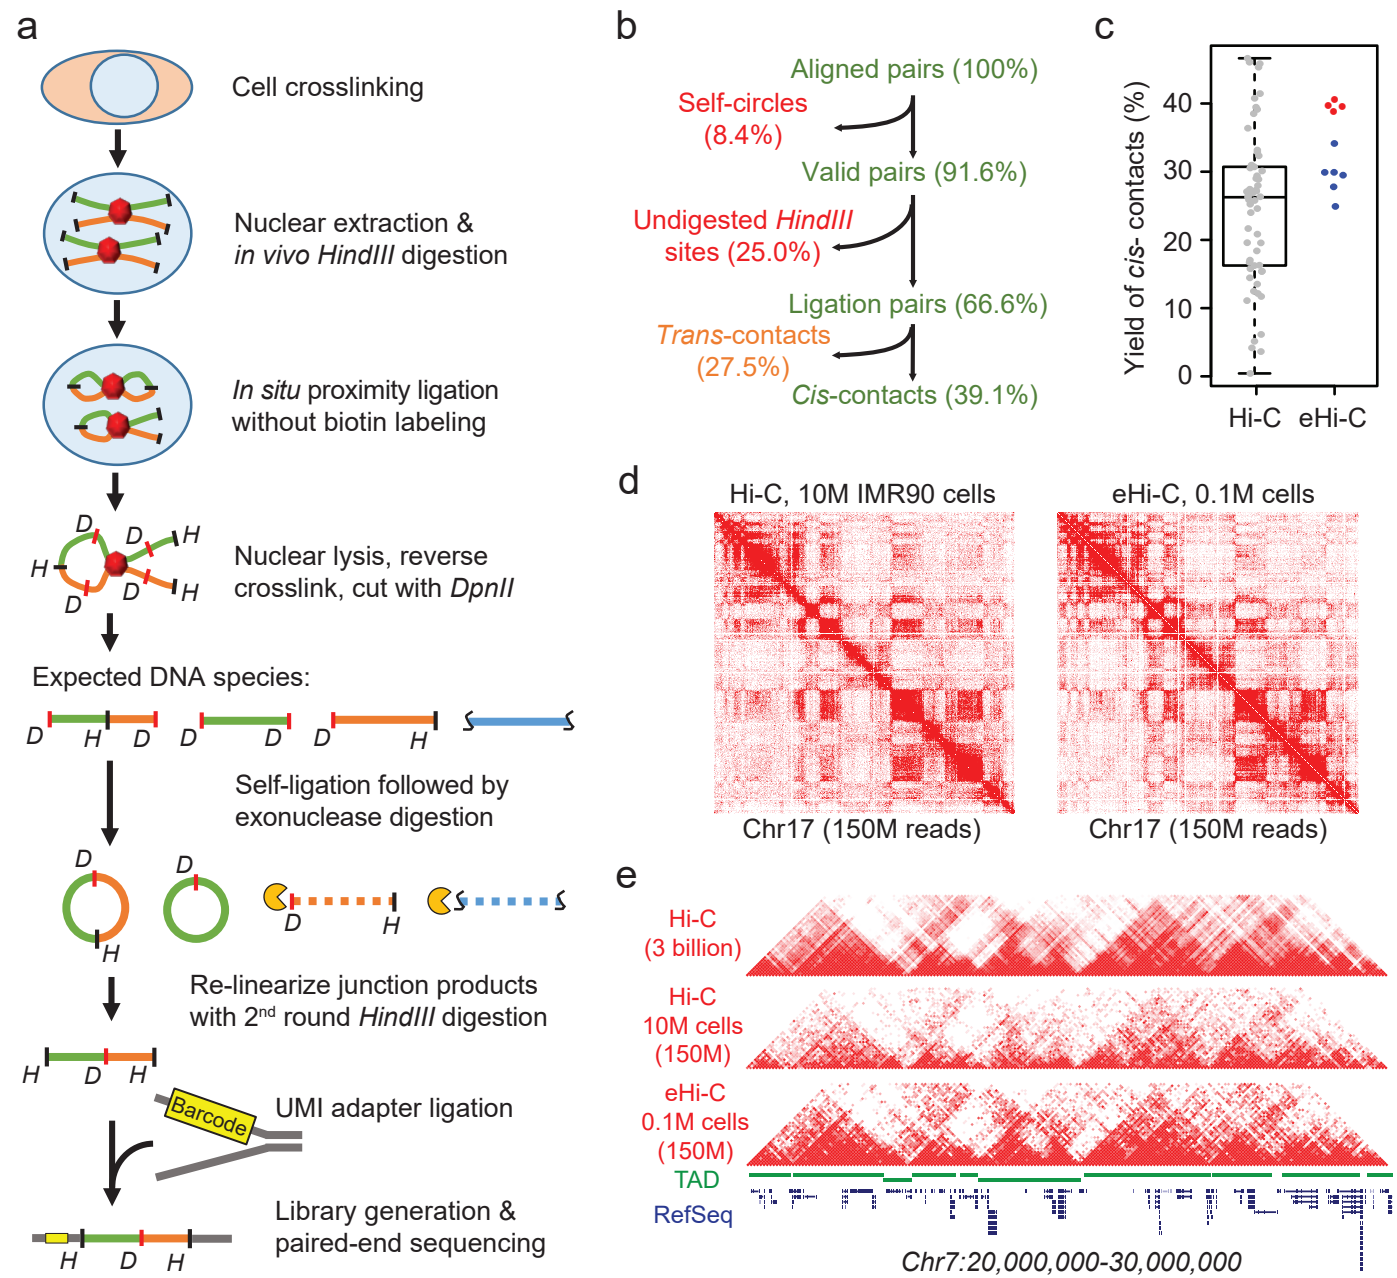 a
Cell crosslinking
Nuclear extraction &
in vivo HindIII digestion
In situ proximity ligation
without biotin labeling
D
D
H
H
D
D
H
Nuclear lysis, reverse
crosslink, cut with DpnII
Expected DNA species:
D H D D D D H
Self-ligation followed by
exonuclease digestion
D
D
H
D
H
Re-linearize junction products
with 2nd round HindIII digestion
H D H
Barcode
UMI adapter ligation
Library generation &
paired-end sequencing
H D H
b
Aligned pairs (100%)
Self-circles
(8.4%)
Valid pairs (91.6%)
Undigested HindIII
sites (25.0%)
Ligation pairs (66.6%)
Trans-contacts
(27.5%)
Cis-contacts (39.1%)
c
Yield of cis- contacts (%)
40
30
20
10
0
Hi-C eHi-C
d
Hi-C, 10M IMR90 cells
eHi-C, 0.1M cells
Chr17 (150M reads)
Chr17 (150M reads)
e
Hi-C
(3 billion)
Hi-C
10M cells
(150M)
eHi-C
0.1M cells
(150M)
TAD
RefSeq
Chr7:20,000,000-30,000,000